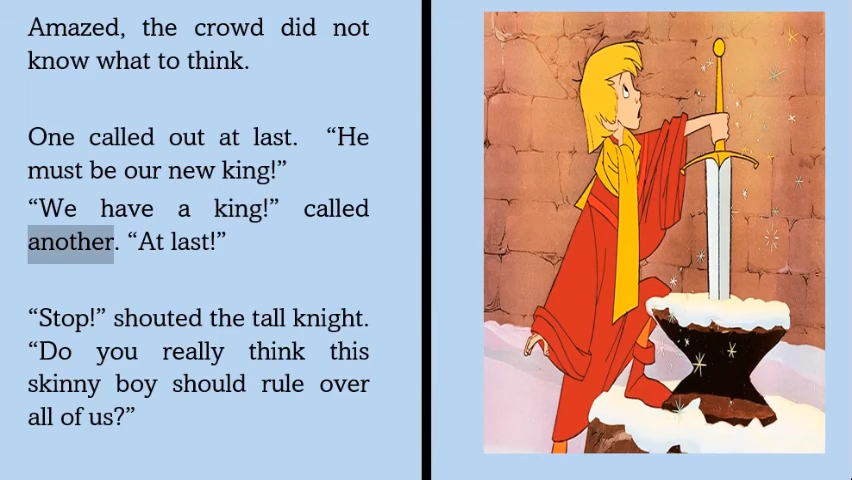 Amazed, the crowd did not
know what to think.
One called out at last. “He
must be our new king!”
“We have a king!” called
another. “At last!”
“Stop!” shouted the tall knight.
“Do you really think this
skinny boy should rule over
all of us?”